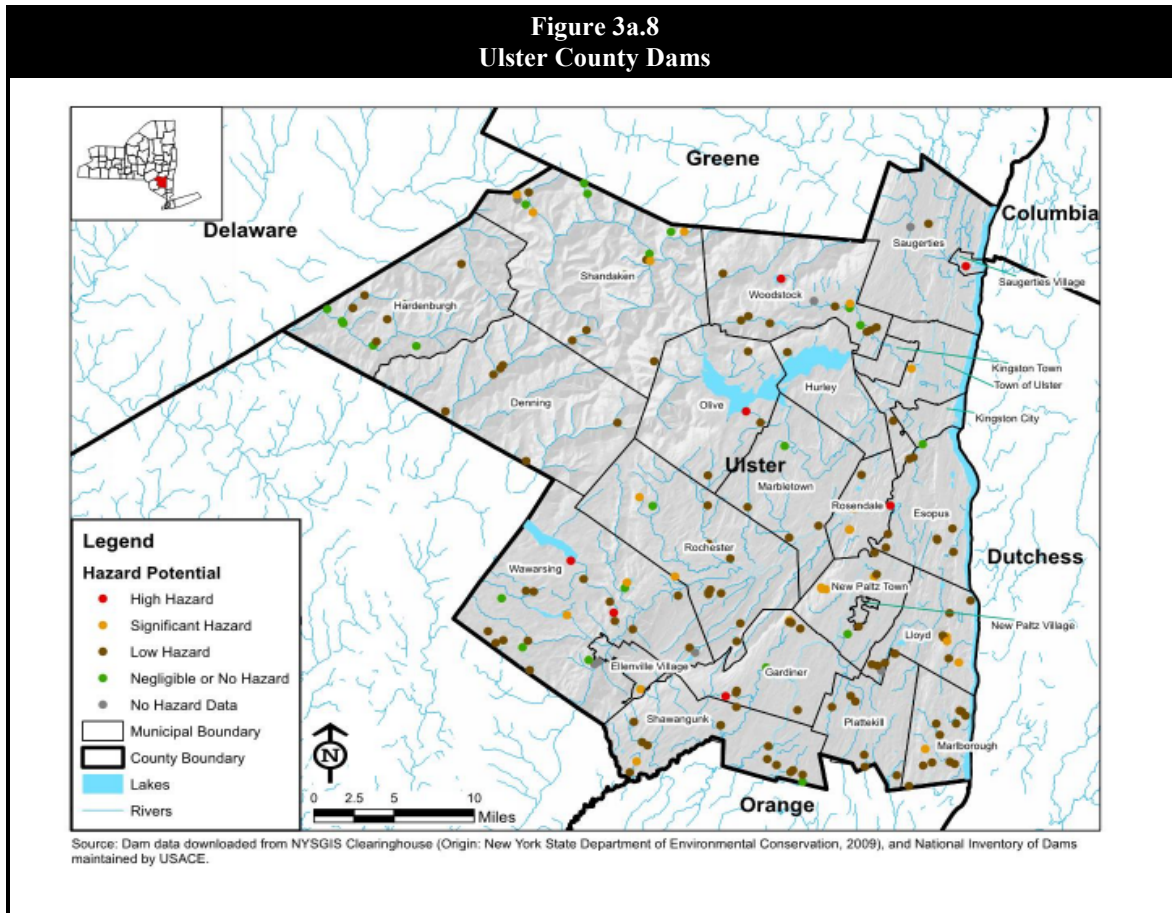 Figure 3a.8
Ulster County Dams
Greene
Columbia
Delaware
Saugerties
Saugerties Village
Shandaken
Woodstock
Hardenburgh
Kingston Town
Town of Ulster
Hurley
Denning
Olive
Kingston City
Ulster
Marbletown
Rosendale
Esopus
Legend
Hazard Potential
High Hazard
Significant Hazard
Low Hazard
Negligible or No Hazard
No Hazard Data
Municipal Boundary
County Boundary
Lakes
Rivers
Rochester
Dutchess
Wawarsing
New Paltz Town
New Paltz Village
Lloyd
Ellenville Village
Gardiner
Shawangunk
Plattekill
Marlborough
N
0 2.5 5 10
Miles
Orange
Source: Dam data downloaded from NYSGIS Clearinghouse (Origin: New York State Department of Environmental Conservation, 2009), and National Inventory of Dams
maintained by USACE.